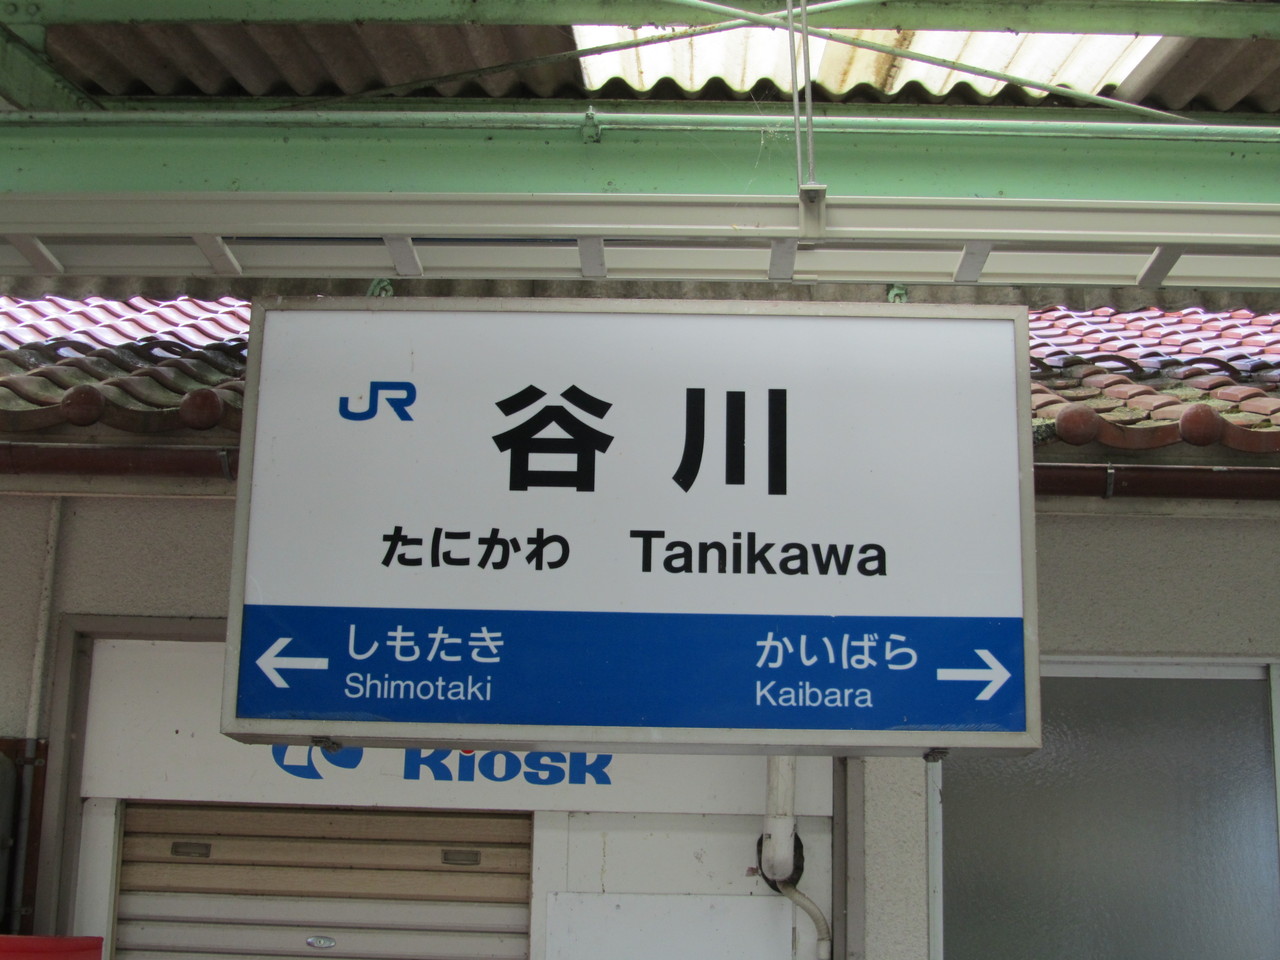 JR 谷川
たにかわ Tanikawa
← しもたき かいばら →
Shimotaki Kaibara
Kiosk